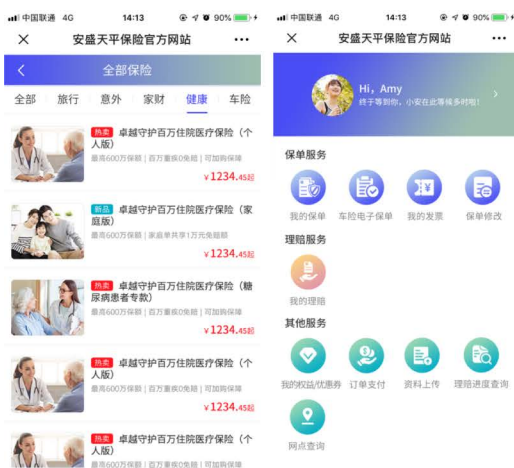 中国联通 4G 14:13 90%
安盛天平保险官方网站
全部保险
全部 旅行 意外 家财 健康 车险
热卖 卓越守护百万住院医疗保险（个
人版）
最高600万保额 | 百万重疾0免赔 | 可加购保障
¥1234.45起
新品 卓越守护百万住院医疗保险（家
庭版）
最高600万保额 | 家庭单共享1万元免赔额
¥1234.45起
热卖 卓越守护百万住院医疗保险（糖
尿病患者专款）
最高600万保额 | 百万重疾0免赔 | 可加购保障
¥1234.45起
热卖 卓越守护百万住院医疗保险（个
人版）
最高600万保额 | 百万重疾0免赔 | 可加购保障
¥1234.45起
热卖 卓越守护百万住院医疗保险（个
人版）
最高600万保额 | 百万重疾0免赔 | 可加购保障
中国联通 4G 14:13 90%
安盛天平保险官方网站
Hi，Amy
终于等到你，小安在此等候多时啦！
保单服务
我的保单 车险电子保单 我的发票 保单修改
理赔服务
我的理赔
其他服务
我的权益/优惠券 订单支付 资料上传 理赔进度查询
网点查询